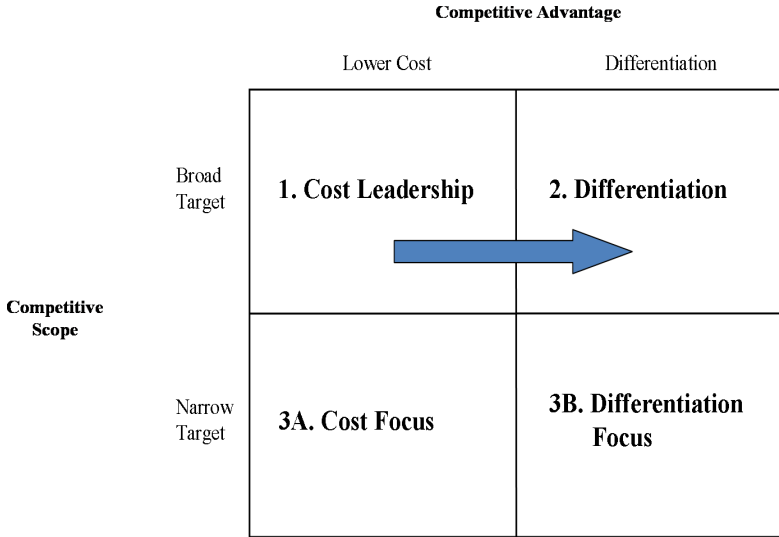 Competitive Advantage
Lower Cost
Differentiation
Broad
Target
1. Cost Leadership
2. Differentiation
Competitive
Scope
Narrow
Target
3A. Cost Focus
3B. Differentiation
Focus